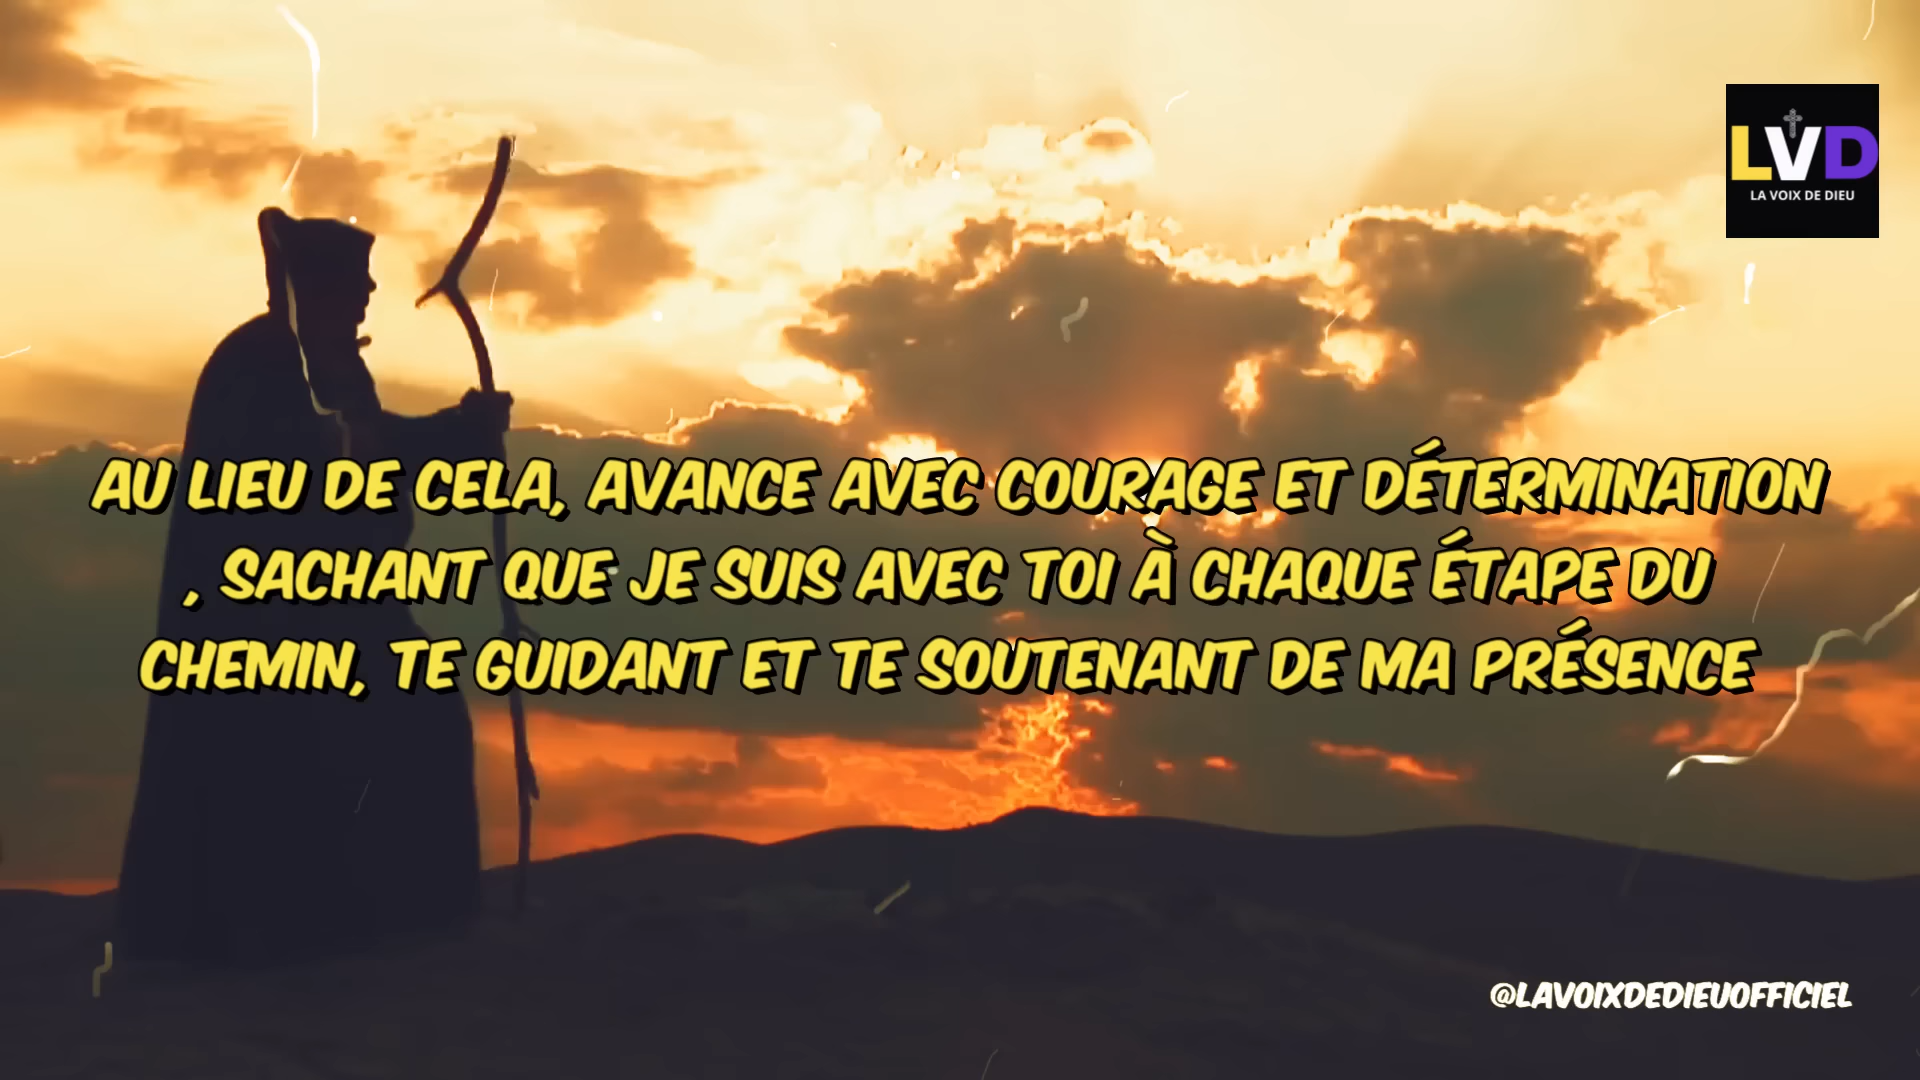 LVD
LA VOIX DE DIEU
AU LIEU DE CELA, AVANCE AVEC COURAGE ET DÉTERMINATION
, SACHANT QUE JE SUIS AVEC TOI À CHAQUE ÉTAPE DU
CHEMIN, TE GUIDANT ET TE SOUTENANT DE MA PRÉSENCE
@LAVOIXDEDIEUOFFICIEL